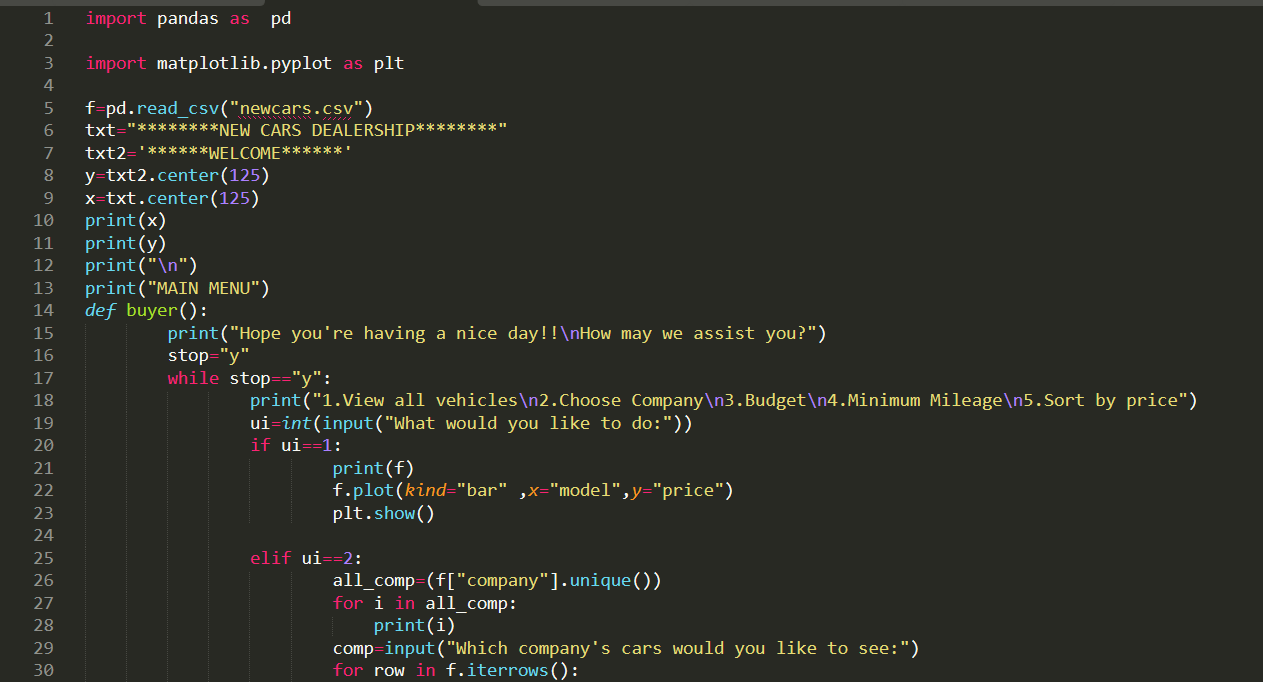 1 import pandas as  pd
2
3 import matplotlib.pyplot as plt
4
5 f=pd.read_csv("newcars.csv")
6 txt="********NEW CARS DEALERSHIP********"
7 txt2='******WELCOME******'
8 y=txt2.center(125)
9 x=txt.center(125)
10 print(x)
11 print(y)
12 print("\n")
13 print("MAIN MENU")
14 def buyer():
15         print("Hope you're having a nice day!!\nHow may we assist you?")
16         stop="y"
17         while stop=="y":
18                 print("1.View all vehicles\n2.Choose Company\n3.Budget\n4.Minimum Mileage\n5.Sort by price")
19                 ui=int(input("What would you like to do:"))
20                 if ui==1:
21                         print(f)
22                         f.plot(kind="bar" ,x="model",y="price")
23                         plt.show()
24
25                 elif ui==2:
26                         all_comp=(f["company"].unique())
27                         for i in all_comp:
28                             print(i)
29                         comp=input("Which company's cars would you like to see:")
30                         for row in f.iterrows():